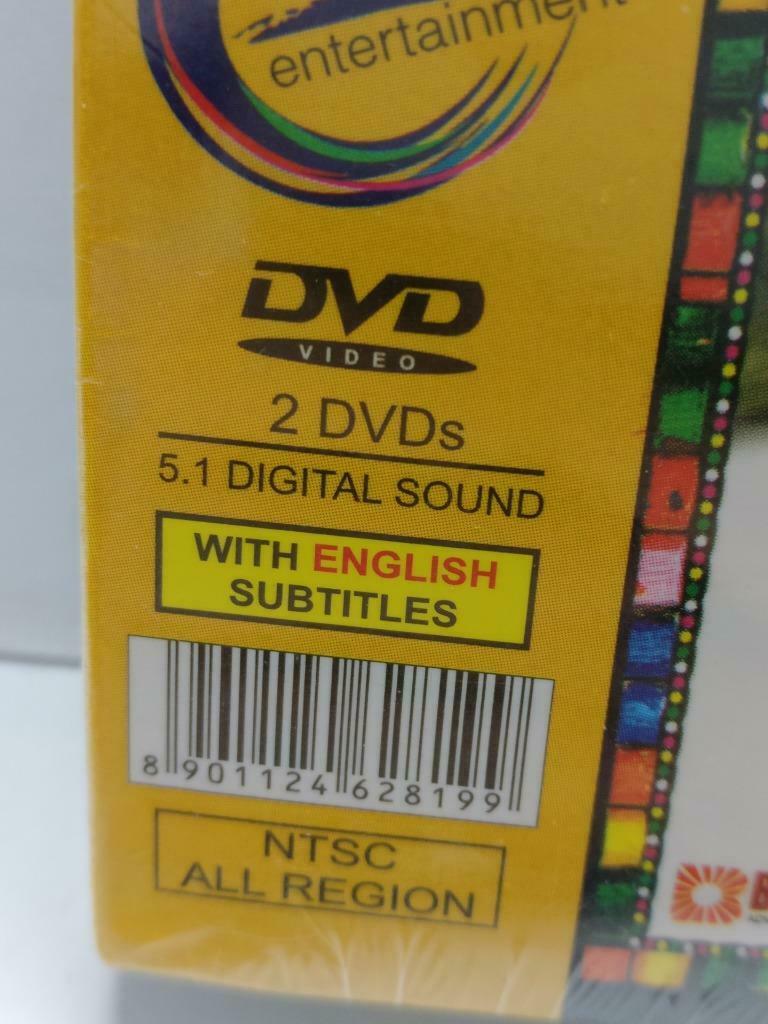 entertainment
DVD
VIDEO
2 DVDs
5.1 DIGITAL SOUND
WITH ENGLISH
SUBTITLES
8 901124 628199
NTSC
ALL REGION